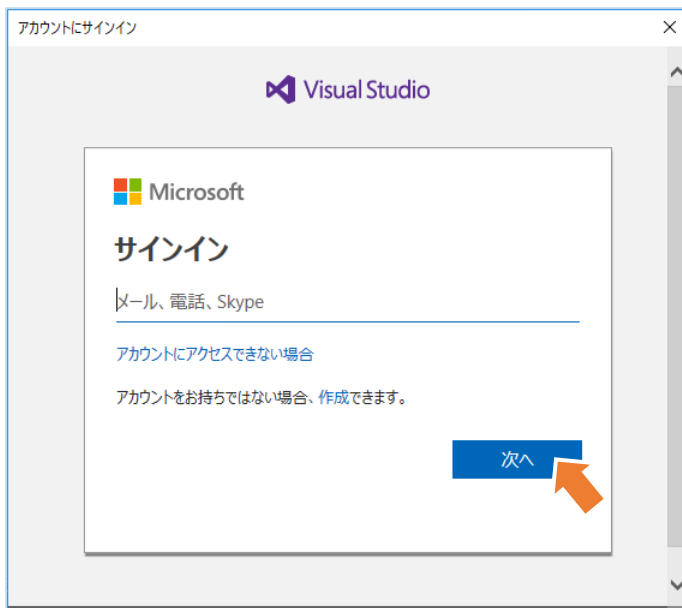 アカウントにサインイン
Visual Studio
Microsoft
サインイン
メール、電話、Skype
アカウントにアクセスできない場合
アカウントをお持ちではない場合、作成できます。
次へ